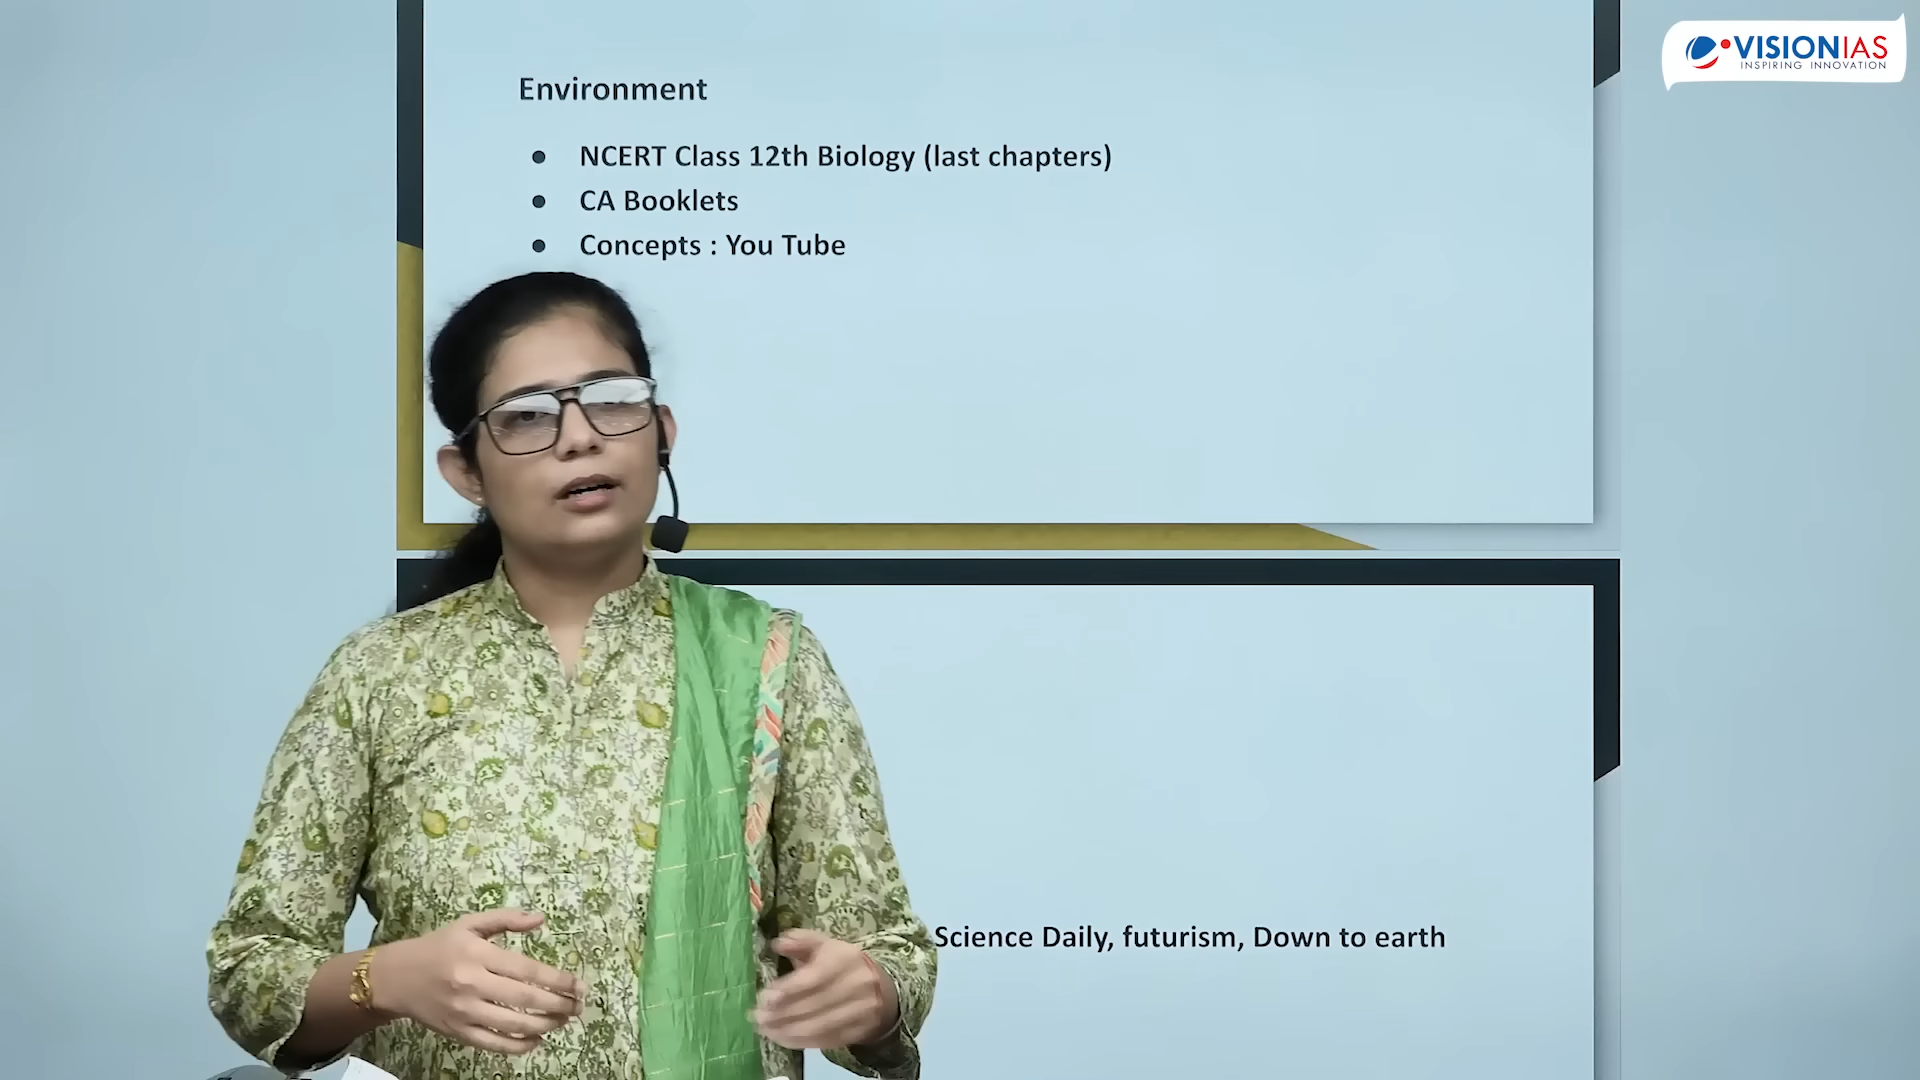 VISIONIAS
INSPIRING INNOVATION
Environment
● NCERT Class 12th Biology (last chapters)
● CA Booklets
● Concepts : You Tube
Science Daily, futurism, Down to earth